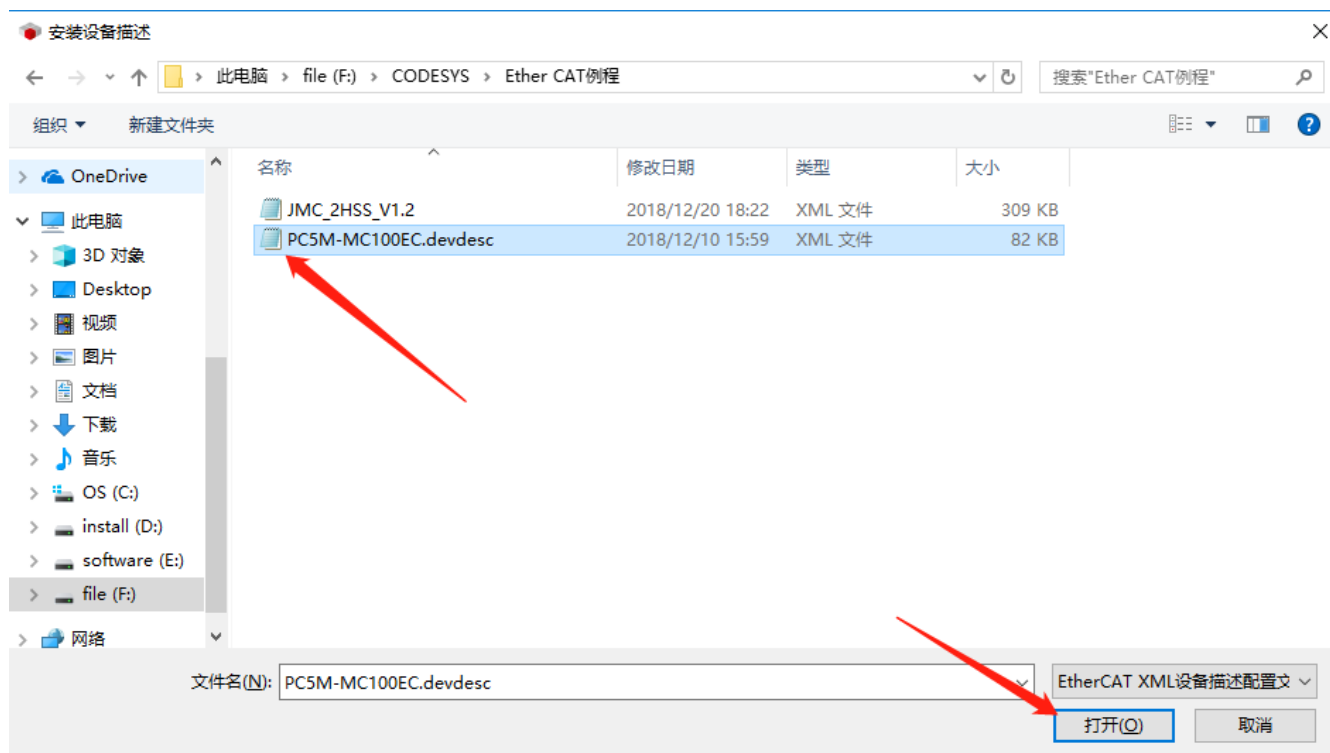 安装设备描述
此电脑 › file (F:) › CODESYS › Ether CAT例程
搜索"Ether CAT例程"
组织 新建文件夹
名称 修改日期 类型 大小
OneDrive
此电脑
3D 对象
Desktop
视频
图片
文档
下载
音乐
OS (C:)
install (D:)
software (E:)
file (F:)
网络
JMC_2HSS_V1.2 2018/12/20 18:22 XML 文件 309 KB
PC5M-MC100EC.devdesc 2018/12/10 15:59 XML 文件 82 KB
文件名(N): PC5M-MC100EC.devdesc EtherCAT XML设备描述配置文
打开(O) 取消